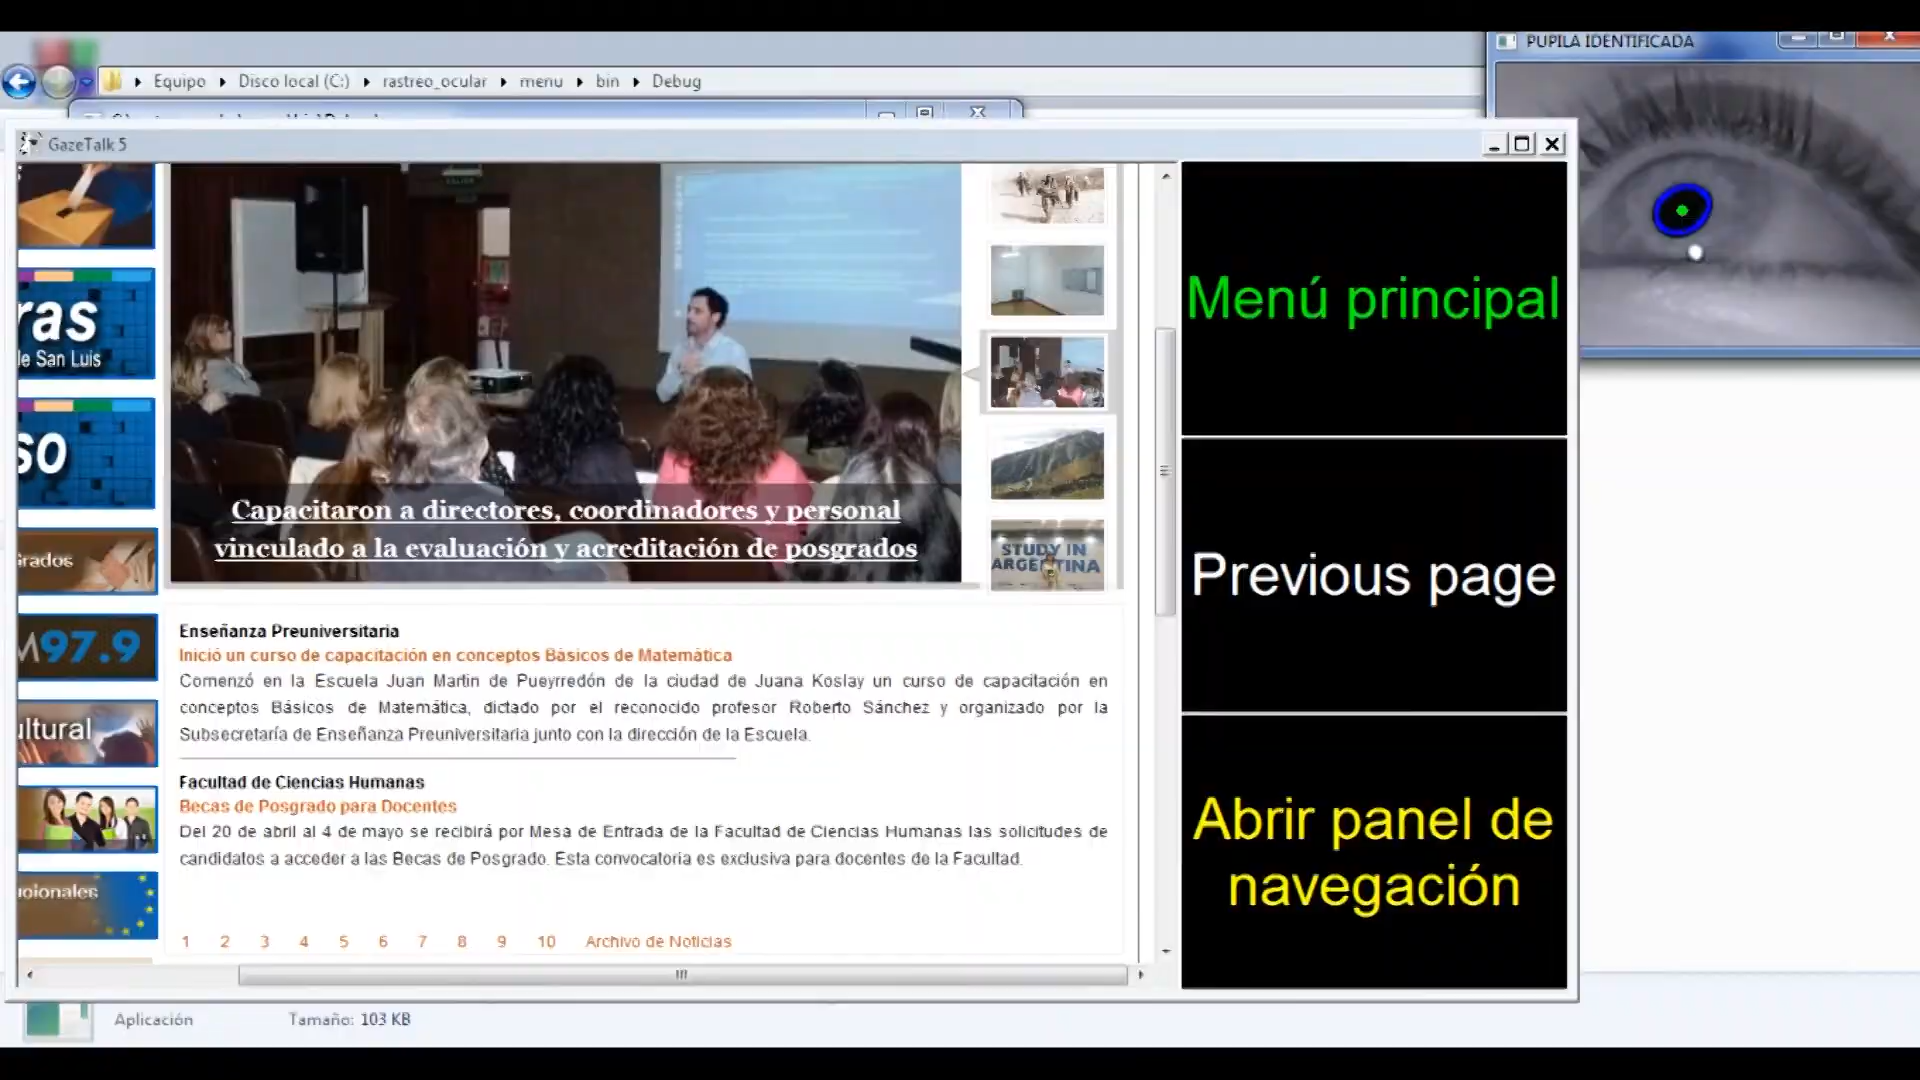 PUPILA IDENTIFICADA
Equipo
Disco local (C:)
rastreo_ocular
menu
bin
Debug
GazeTalk 5
ras
de San Luis
so
Grados
M97.9
ultural
Capacitaron a directores, coordinadores y personal
vinculado a la evaluación y acreditación de posgrados
STUDY IN
ARGENTINA
Enseñanza Preuniversitaria
Inició un curso de capacitación en conceptos Básicos de Matemática
Comenzó en la Escuela Juan Martin de Pueyrredón de la ciudad de Juana Koslay un curso de capacitación en
conceptos Básicos de Matemática, dictado por el reconocido profesor Roberto Sánchez y organizado por la
Subsecretaría de Enseñanza Preuniversitaria junto con la dirección de la Escuela.
Facultad de Ciencias Humanas
Becas de Posgrado para Docentes
Del 20 de abril al 4 de mayo se recibirá por Mesa de Entrada de la Facultad de Ciencias Humanas las solicitudes de
candidatos a acceder a las Becas de Posgrado. Esta convocatoria es exclusiva para docentes de la Facultad.
1 2 3 4 5 6 7 8 9 10 Archivo de Noticias
Menú principal
Previous page
Abrir panel de
navegación
Aplicación
Tamaño: 103 KB